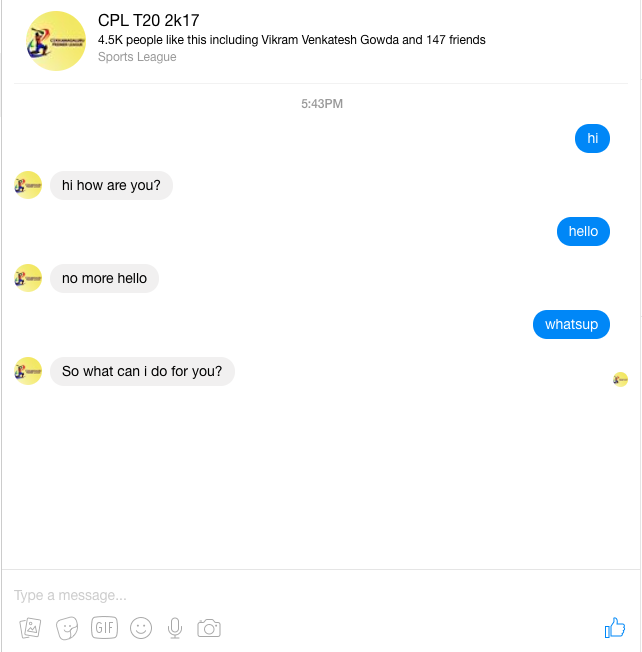 CPL T20 2k17
4.5K people like this including Vikram Venkatesh Gowda and 147 friends
Sports League
5:43PM
hi
hi how are you?
hello
no more hello
whatsup
So what can i do for you?
Type a message...
GIF